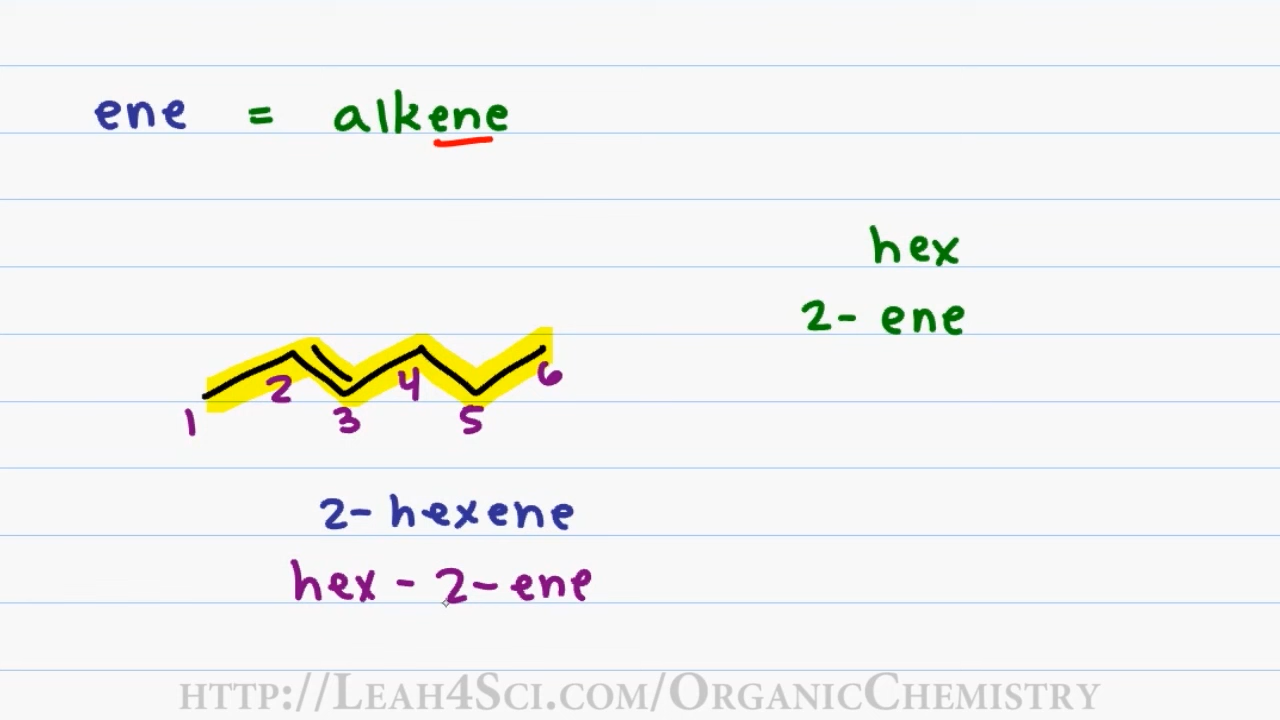 ene = alkene
hex
2- ene
1 2 3 4 5 6
2- hexene
hex - 2- ene
HTTP://LEAH4SCI.COM/ORGANICCHEMISTRY